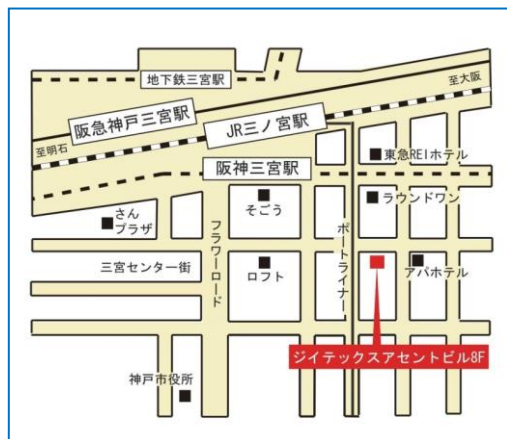 地下鉄三宮駅
至大阪
阪急神戸三宮駅
JR三ノ宮駅
至明石
東急REIホテル
阪神三宮駅
ラウンドワン
そごう
さん
プラザ
フラワーロード
ポートライナー
三宮センター街
ロフト
アパホテル
ジイテックスアセントビル8F
神戸市役所